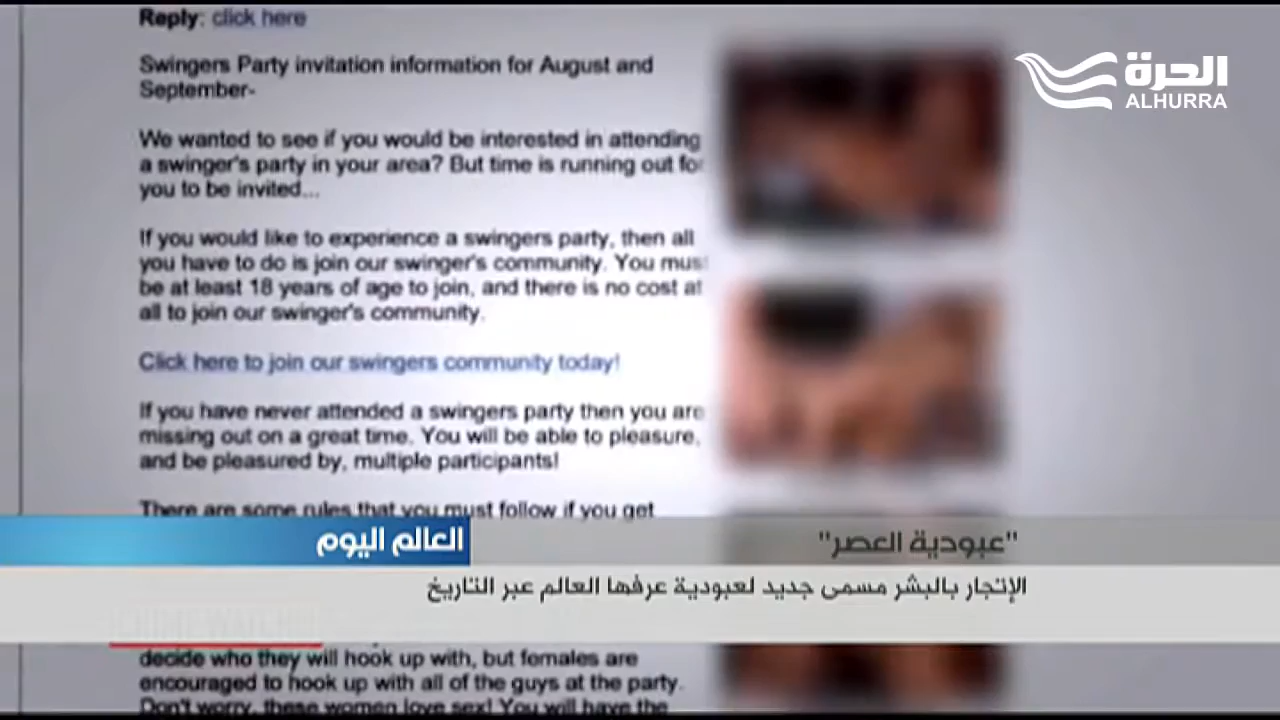 Reply: click here
الحرة
ALHURRA
Swingers Party invitation information for August and
September-
We wanted to see if you would be interested in attending
a swinger's party in your area? But time is running out for
you to be invited...
If you would like to experience a swingers party, then all
you have to do is join our swinger's community. You must
be at least 18 years of age to join, and there is no cost at
all to join our swinger's community.
Click here to join our swingers community today!
If you have never attended a swingers party then you are
missing out on a great time. You will be able to pleasure,
and be pleasured by, multiple participants!
There are some rules that you must follow if you get
العالم اليوم
"عبودية العصر"
الإتجار بالبشر مسمى جديد لعبودية عرفها العالم عبر التاريخ
decide who they will hook up with, but females are
encouraged to hook up with all of the guys at the party.
Don't worry, these women love sex! You will have the